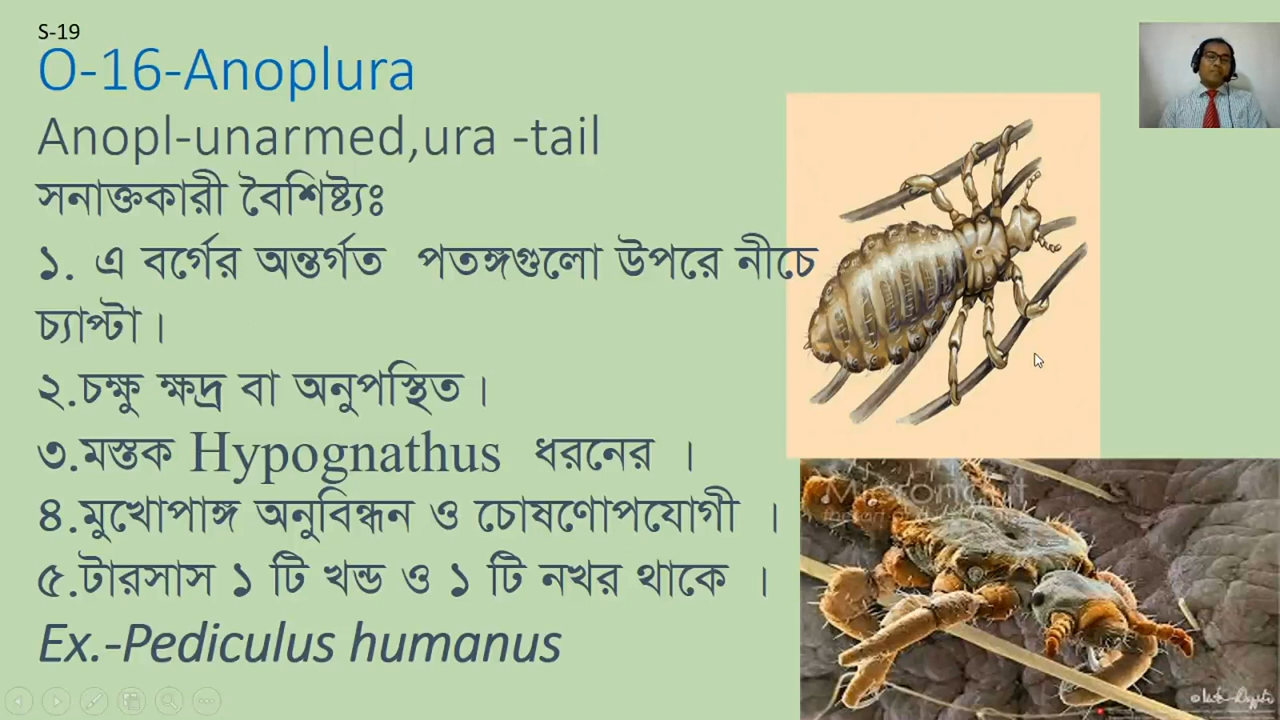 S-19
O-16-Anoplura
Anopl-unarmed,ura -tail
সনাক্তকারী বৈশিষ্ট্যঃ
১. এ বর্গের অন্তর্গত পতঙ্গগুলো উপরে নীচে
চ্যাপ্টা।
২.চক্ষু ক্ষদ্র বা অনুপস্থিত।
৩.মস্তক Hypognathus ধরনের ।
৪.মুখোপাঙ্গ অনুবিন্ধন ও চোষণোপযোগী ।
৫.টারসাস ১ টি খন্ড ও ১ টি নখর থাকে ।
Ex.-Pediculus humanus